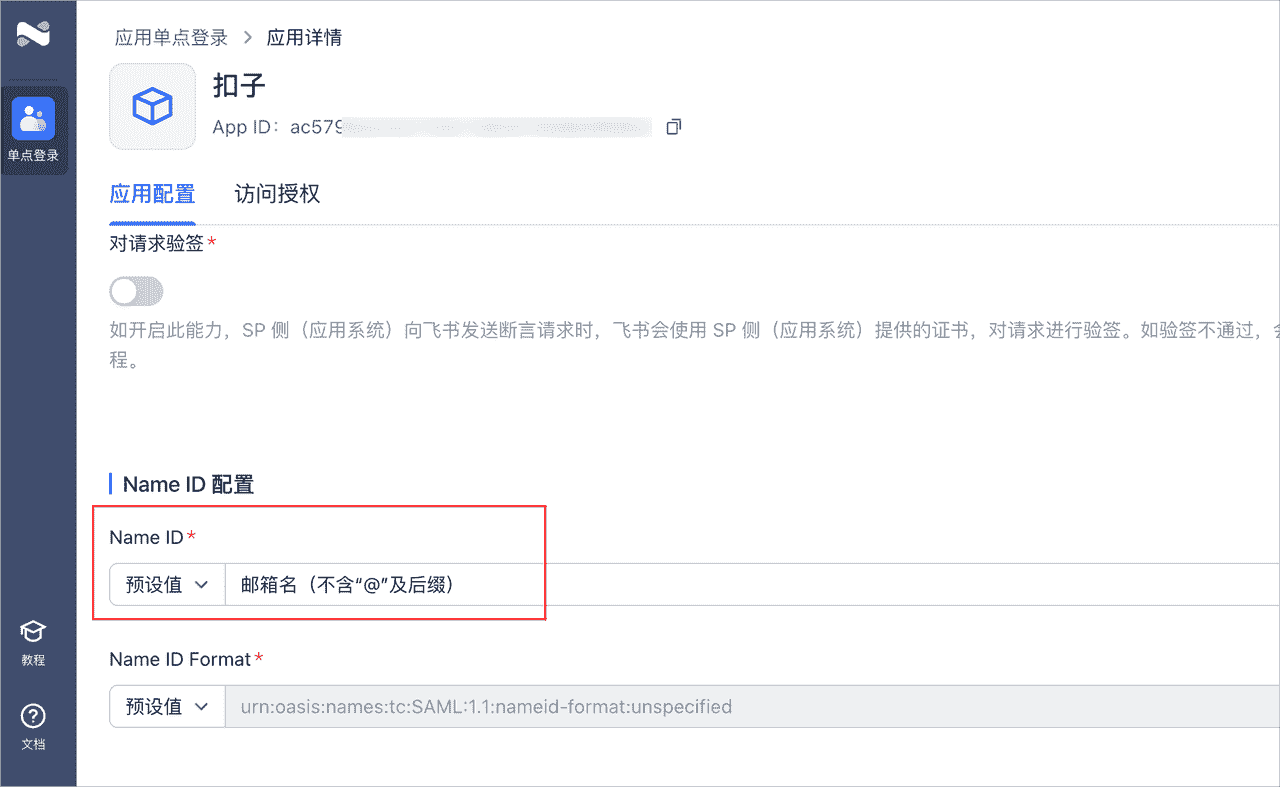 应用单点登录 > 应用详情
扣子
App ID：ac579
单点登录
应用配置 访问授权
对请求验签*
如开启此能力，SP 侧（应用系统）向飞书发送断言请求时，飞书会使用 SP 侧（应用系统）提供的证书，对请求进行验签。如验签不通过，
程。
Name ID 配置
Name ID*
预设值 邮箱名（不含“@”及后缀）
Name ID Format*
预设值 urn:oasis:names:tc:SAML:1.1:nameid-format:unspecified
教程
文档